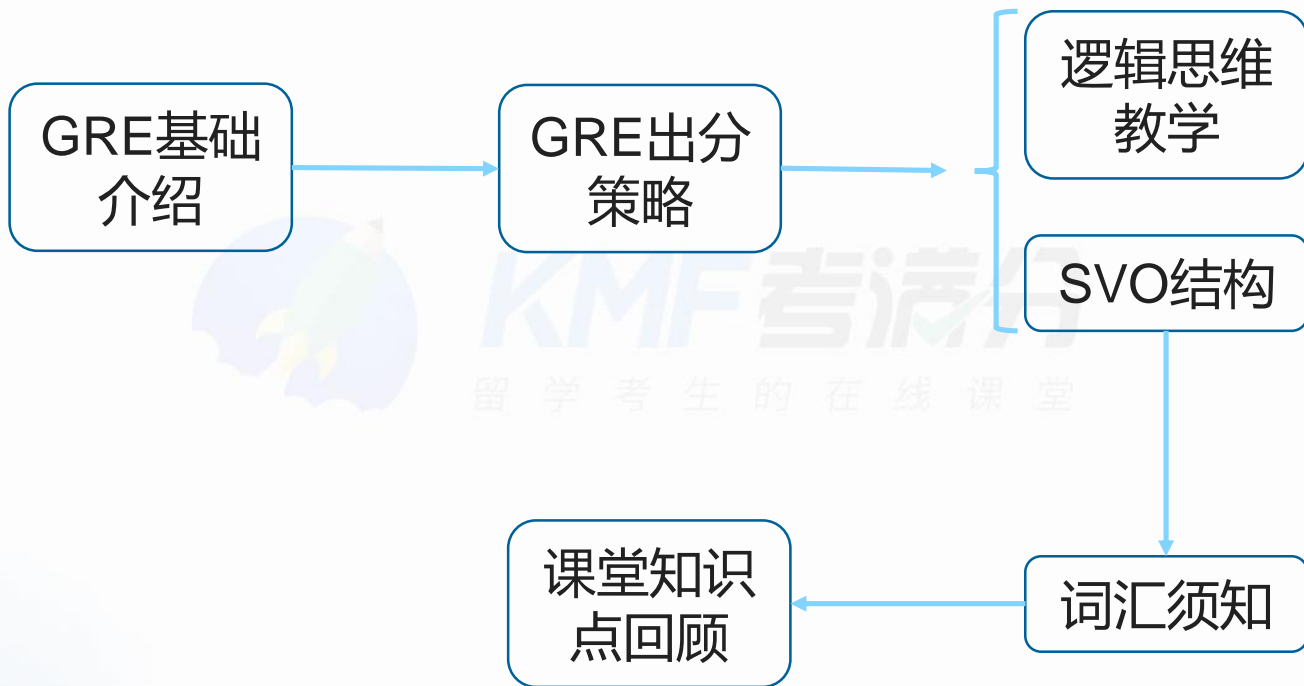 GRE基础
介绍
GRE出分
策略
逻辑思维
教学
SVO结构
KMF考满分
留学考生的在线课堂
词汇须知
课堂知识
点回顾